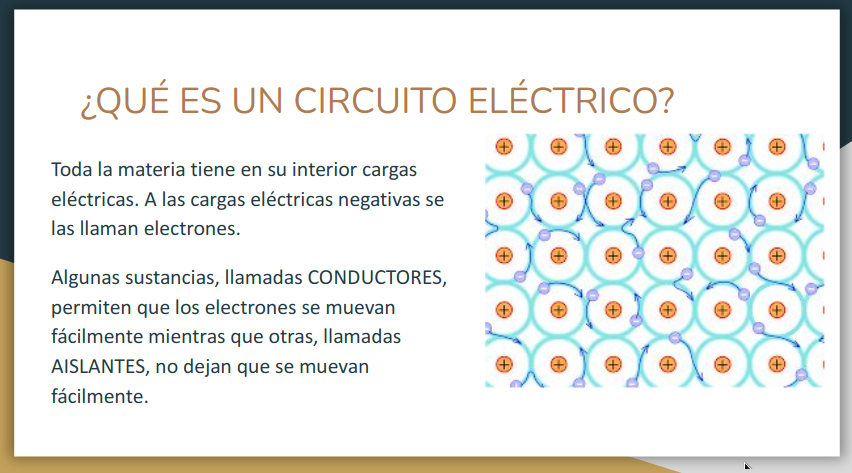 ¿QUÉ ES UN CIRCUITO ELÉCTRICO?
Toda la materia tiene en su interior cargas
eléctricas. A las cargas eléctricas negativas se
las llaman electrones.
Algunas sustancias, llamadas CONDUCTORES,
permiten que los electrones se muevan
fácilmente mientras que otras, llamadas
AISLANTES, no dejan que se muevan
fácilmente.